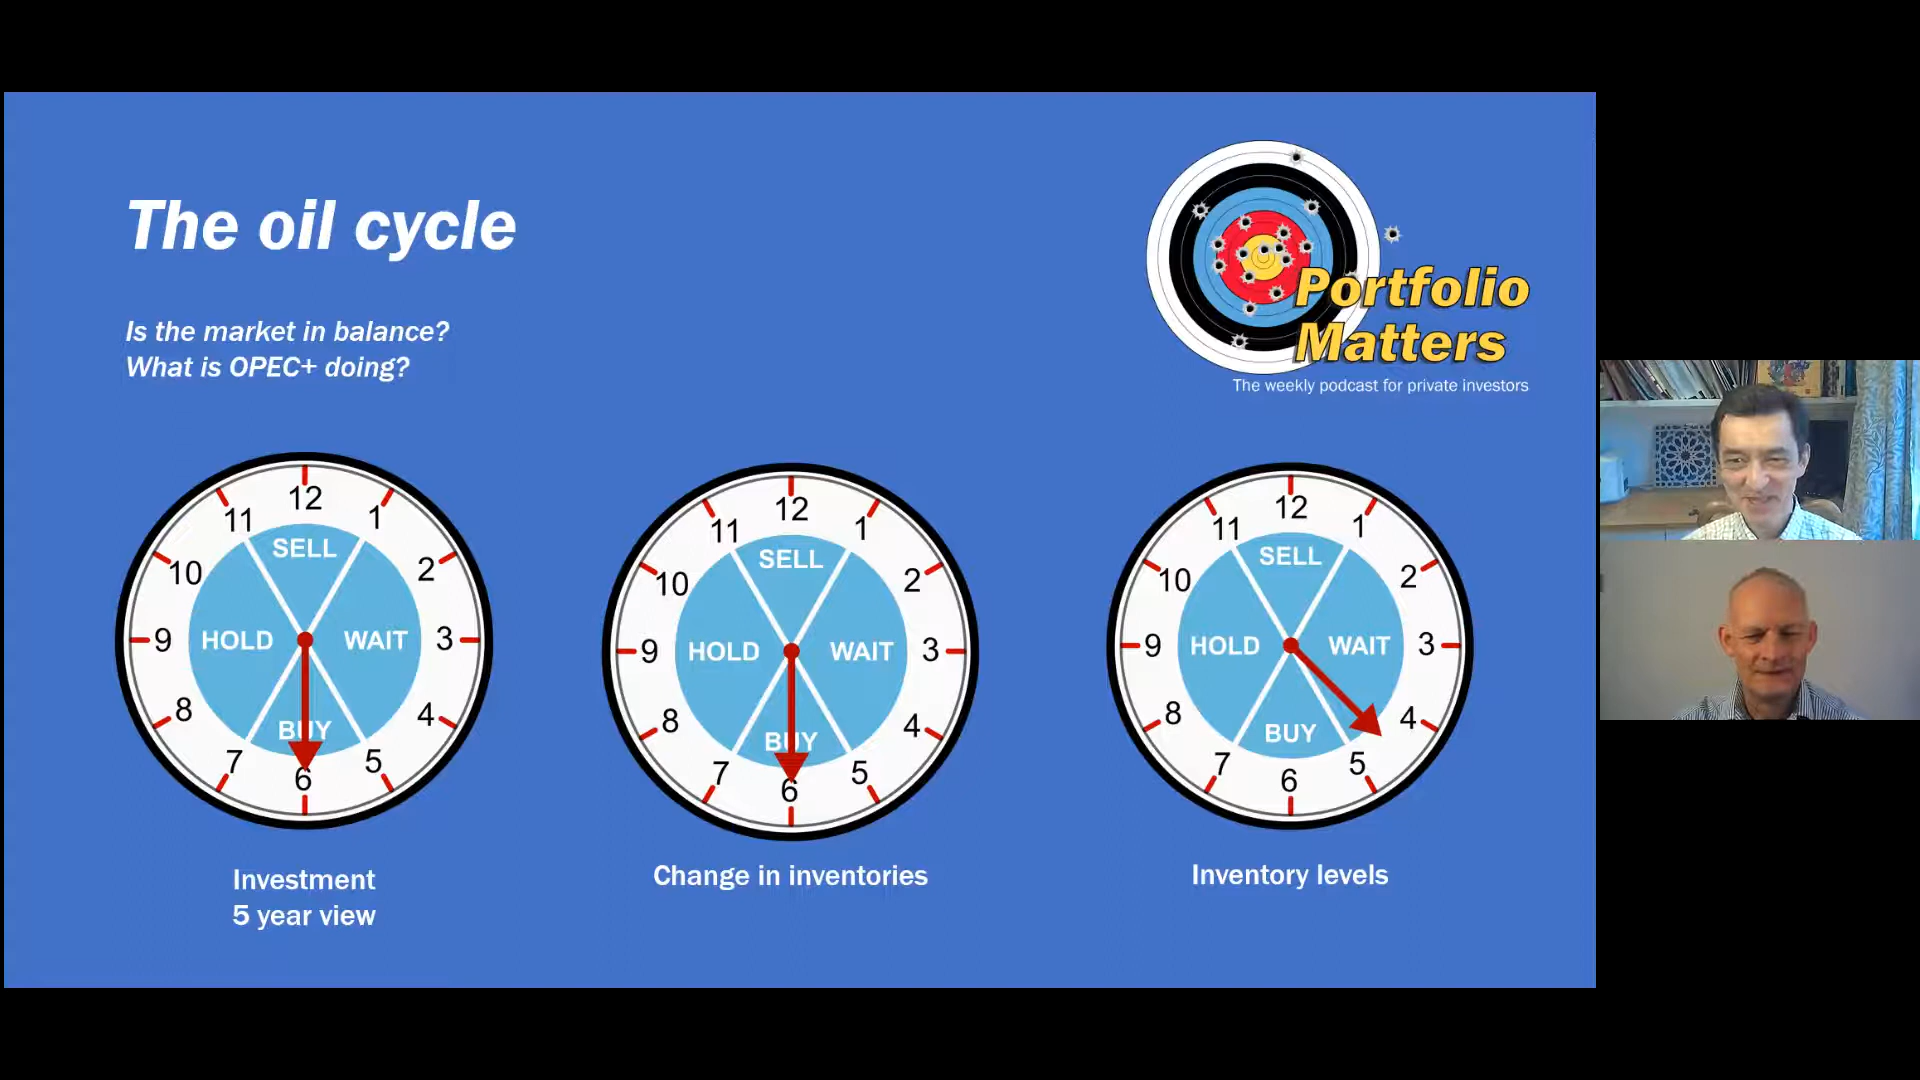 The oil cycle
Is the market in balance?
What is OPEC+ doing?
Portfolio
Matters
The weekly podcast for private investors
12
11
1
SELL
10
2
9
HOLD
WAIT
3
8
4
BUY
7
5
6
Investment
5 year view
12
11
1
SELL
10
2
9
HOLD
WAIT
3
8
4
BUY
7
5
6
Change in inventories
12
11
1
SELL
10
2
9
HOLD
WAIT
3
8
4
BUY
7
5
6
Inventory levels